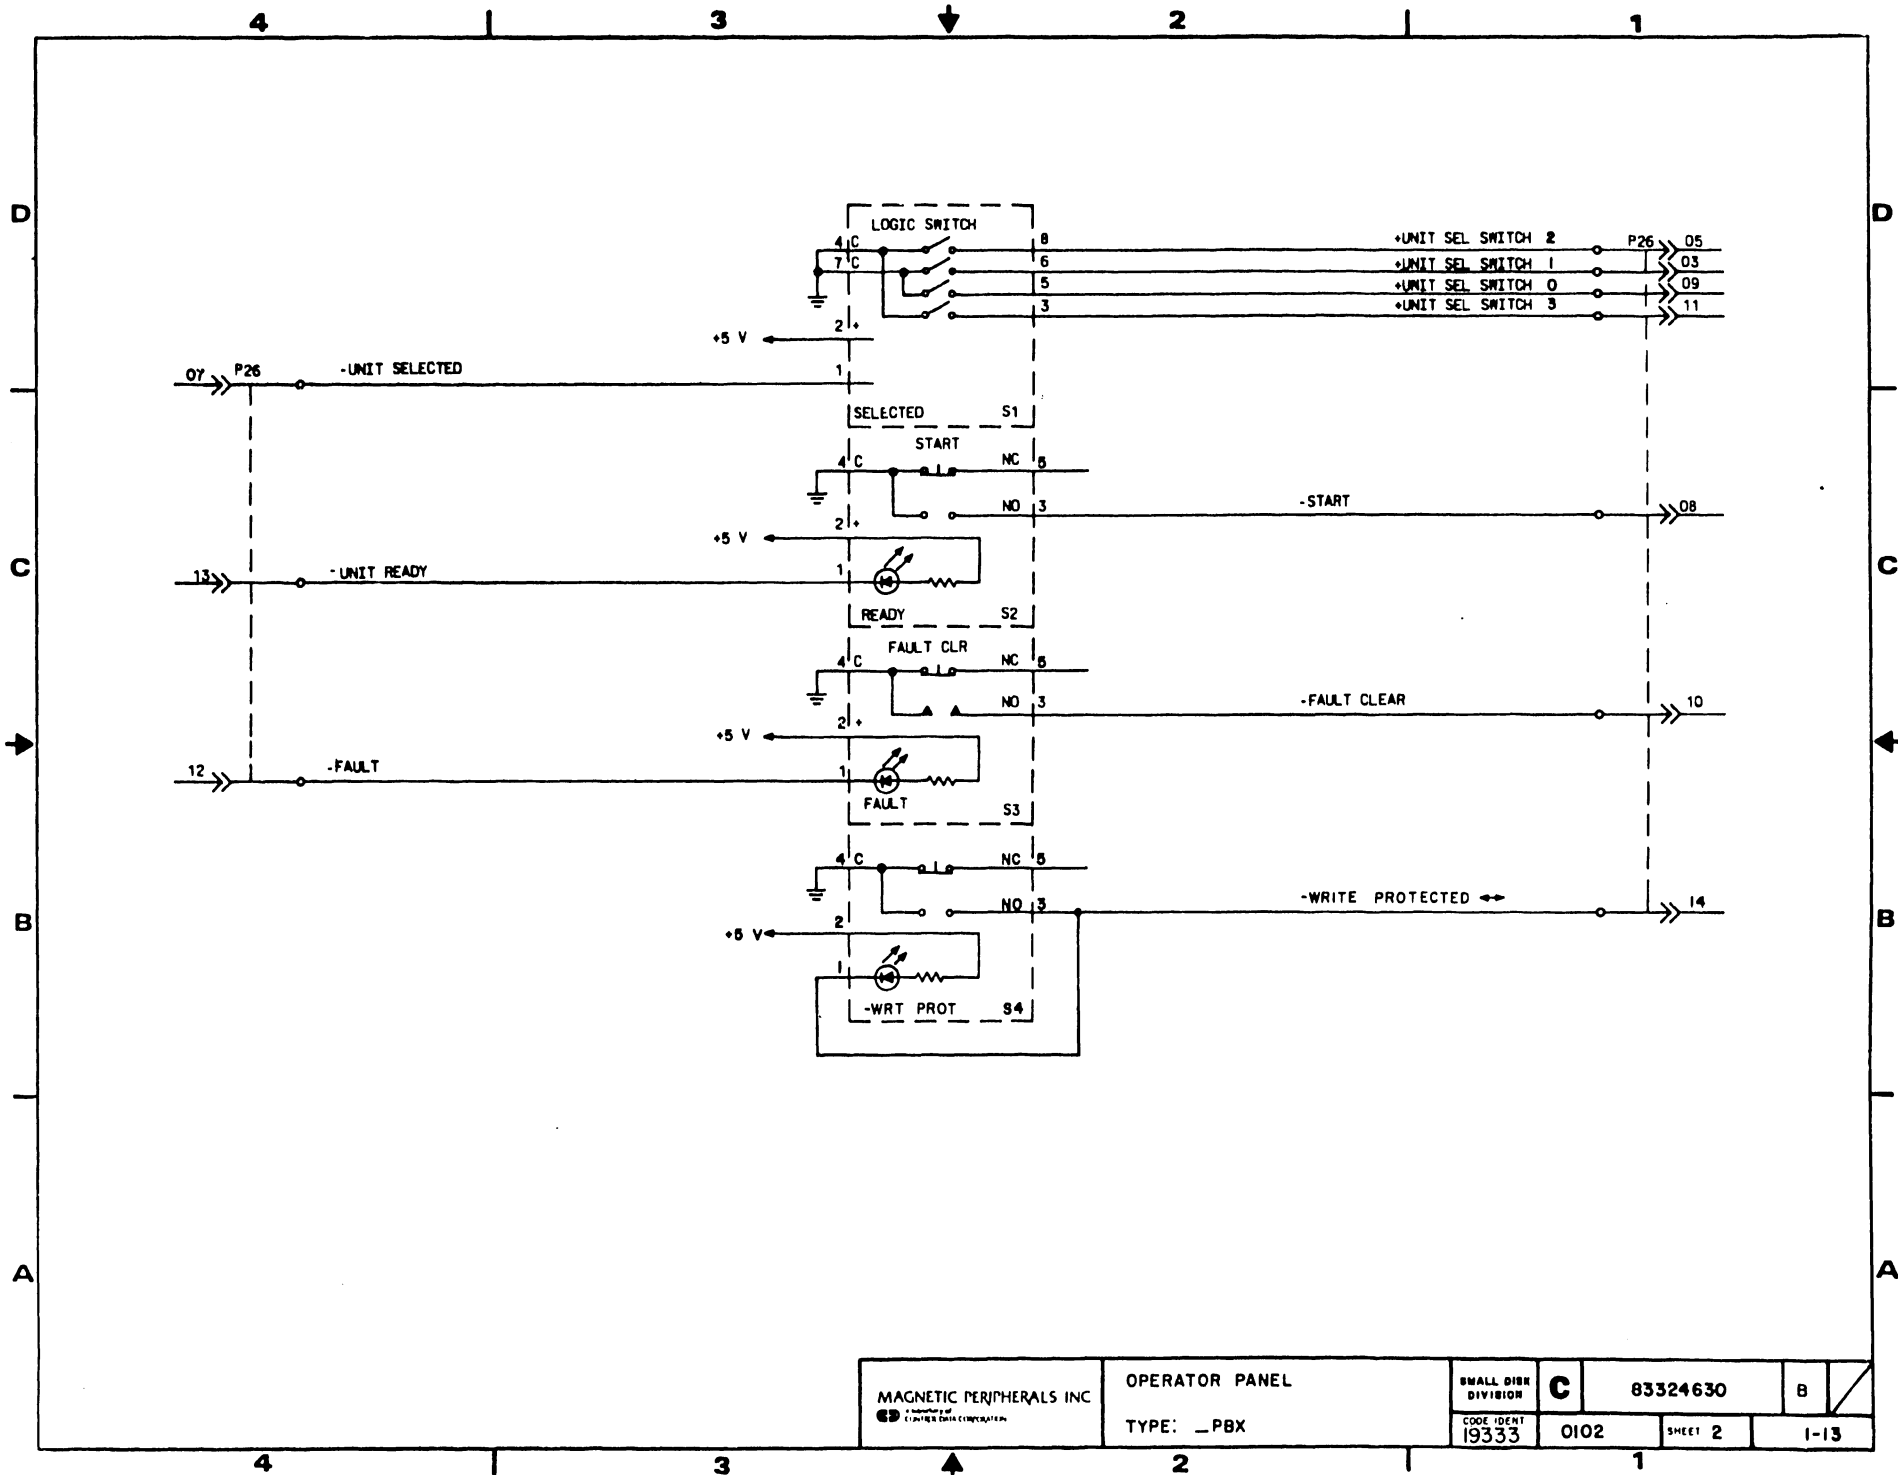 4 3 2 1
D D
LOGIC SWITCH
4 C 8 +UNIT SEL SWITCH 2 P26 05
7 C 6 +UNIT SEL SWITCH 1 03
5 +UNIT SEL SWITCH 0 09
3 +UNIT SEL SWITCH 3 11
+5 V 2 +
07 P26 -UNIT SELECTED 1
SELECTED S1
START
4 C NC 5
NO 3 -START 08
+5 V 2 +
C C
13 -UNIT READY 1
READY S2
FAULT CLR
4 C NC 5
NO 3 -FAULT CLEAR 10
+5 V 2 +
12 -FAULT 1
FAULT S3
4 C NC 5
NO 3 -WRITE PROTECTED 14
B B
+5 V 2
1
-WRT PROT S4
A A
MAGNETIC PERIPHERALS INC
a subsidiary of
CONTROL DATA CORPORATION
OPERATOR PANEL
TYPE: _PBX
SMALL DISK
DIVISION
C 83324630 B
CODE IDENT
19333
0102 SHEET 2 1-13
4 3 2 1